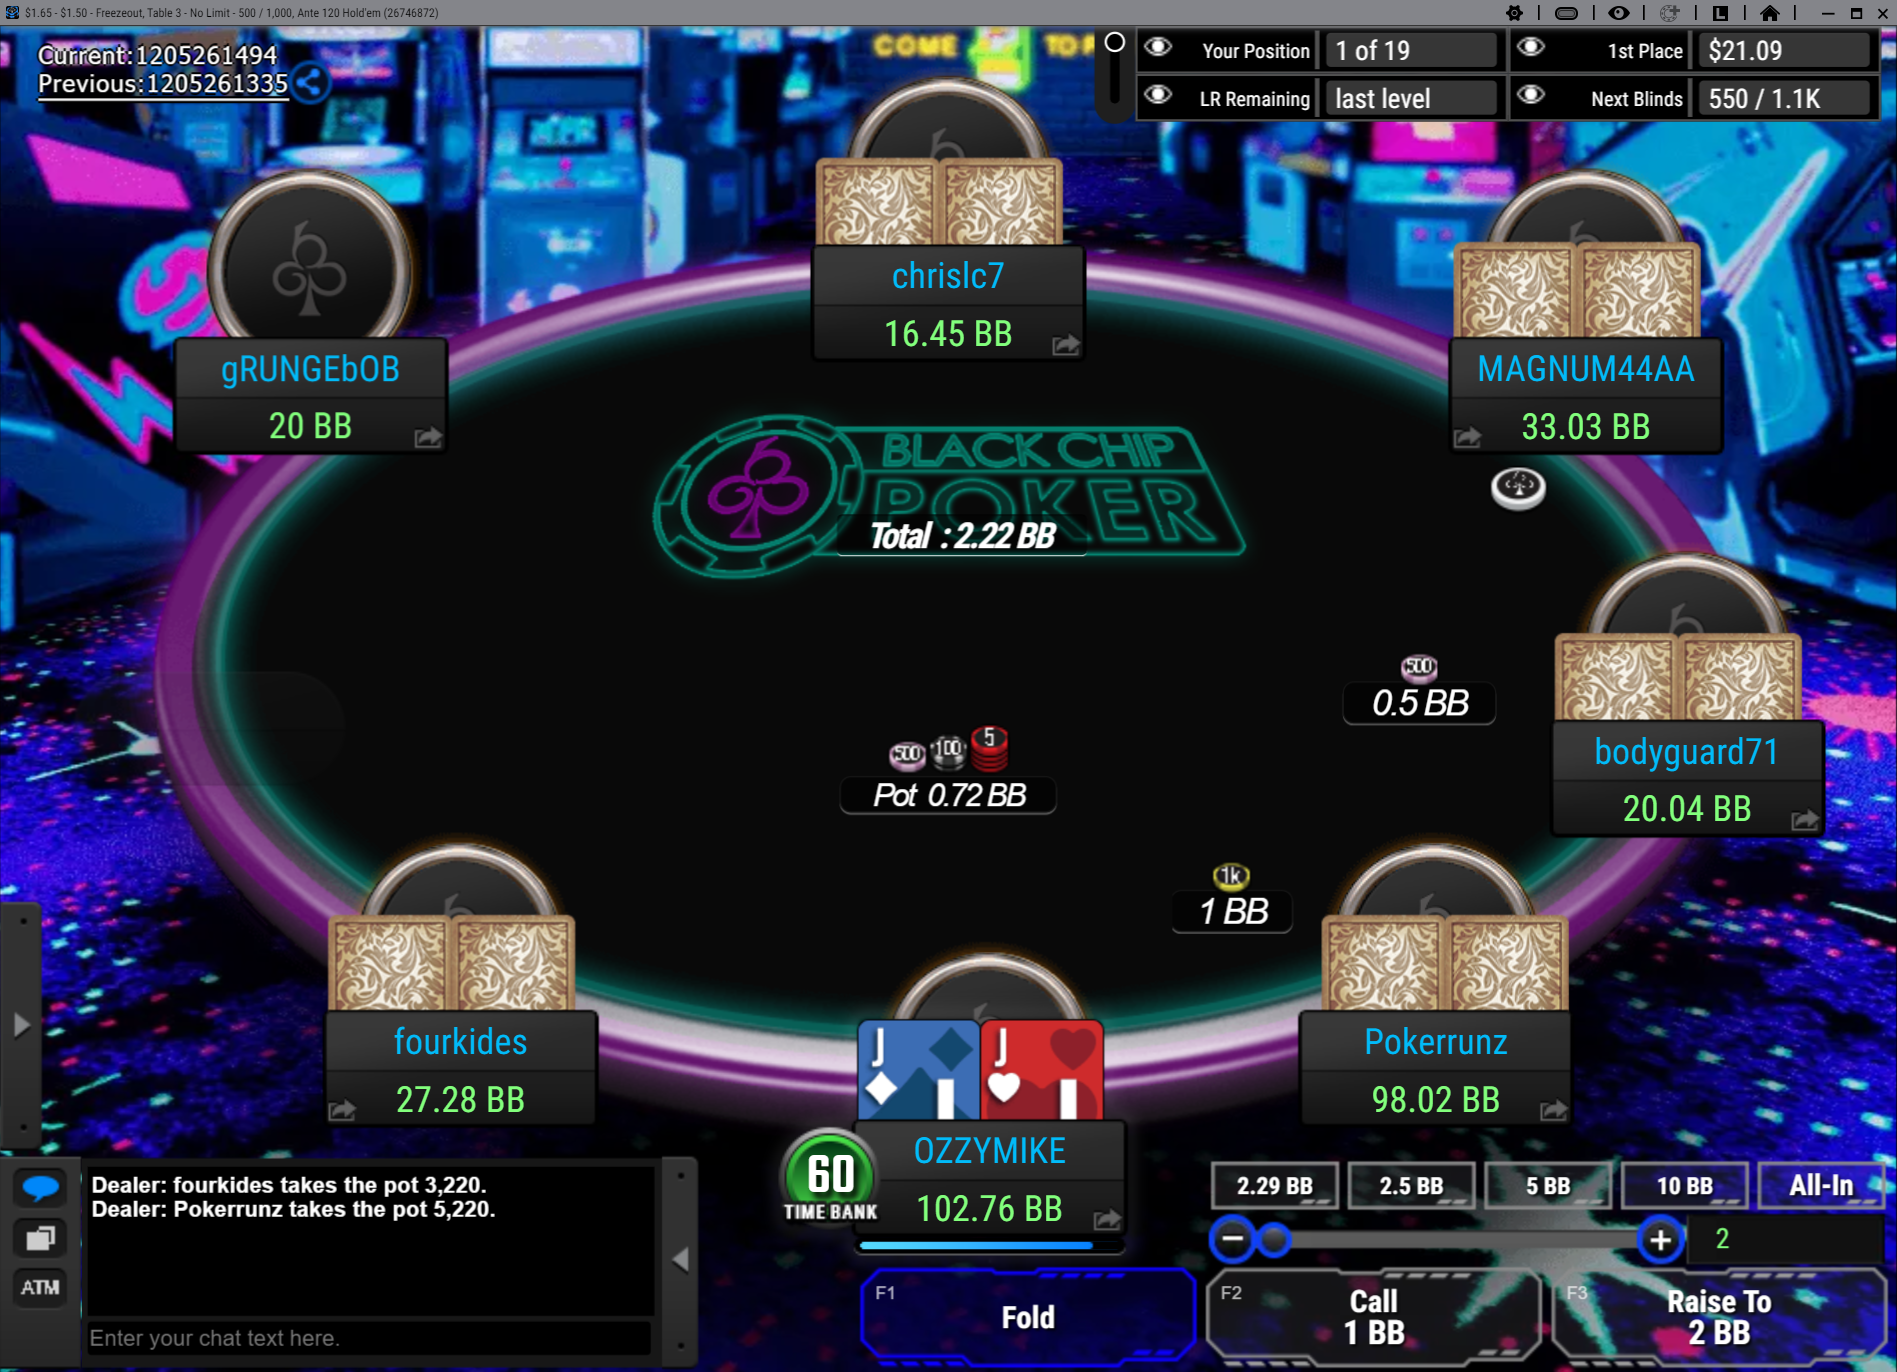 $1.65 - $1.50 - Freezeout, Table 3 - No Limit - 500 / 1,000, Ante 120 Hold'em (26746872)
Current:1205261494
Previous:1205261335
COME
TO
Your Position
1 of 19
1st Place
$21.09
LR Remaining
last level
Next Blinds
550 / 1.1K
chrislc7
16.45 BB
gRUNGEbOB
20 BB
MAGNUM44AA
33.03 BB
BLACK CHIP
POKER
Total : 2.22 BB
500
0.5 BB
bodyguard71
20.04 BB
500
100
5
Pot 0.72 BB
1k
1 BB
fourkides
27.28 BB
J
J
Pokerrunz
98.02 BB
60
TIME BANK
OZZYMIKE
102.76 BB
Dealer: fourkides takes the pot 3,220.
Dealer: Pokerrunz takes the pot 5,220.
ATM
Enter your chat text here.
2.29 BB
2.5 BB
5 BB
10 BB
All-In
2
F1
Fold
F2
Call
1 BB
F3
Raise To
2 BB